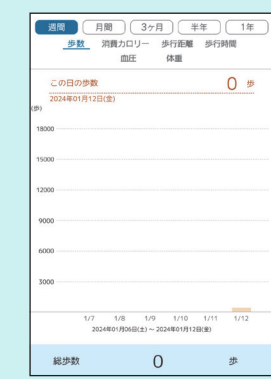 週間 月間 3ヶ月 半年 1年
歩数 消費カロリー 歩行距離 歩行時間
血圧 体重
この日の歩数 0 歩
2024年01月12日(金)
(歩)
18000
15000
12000
9000
6000
3000
1/7 1/8 1/9 1/10 1/11 1/12
2024年01月06日(土) ~ 2024年01月12日(金)
総歩数 0 歩